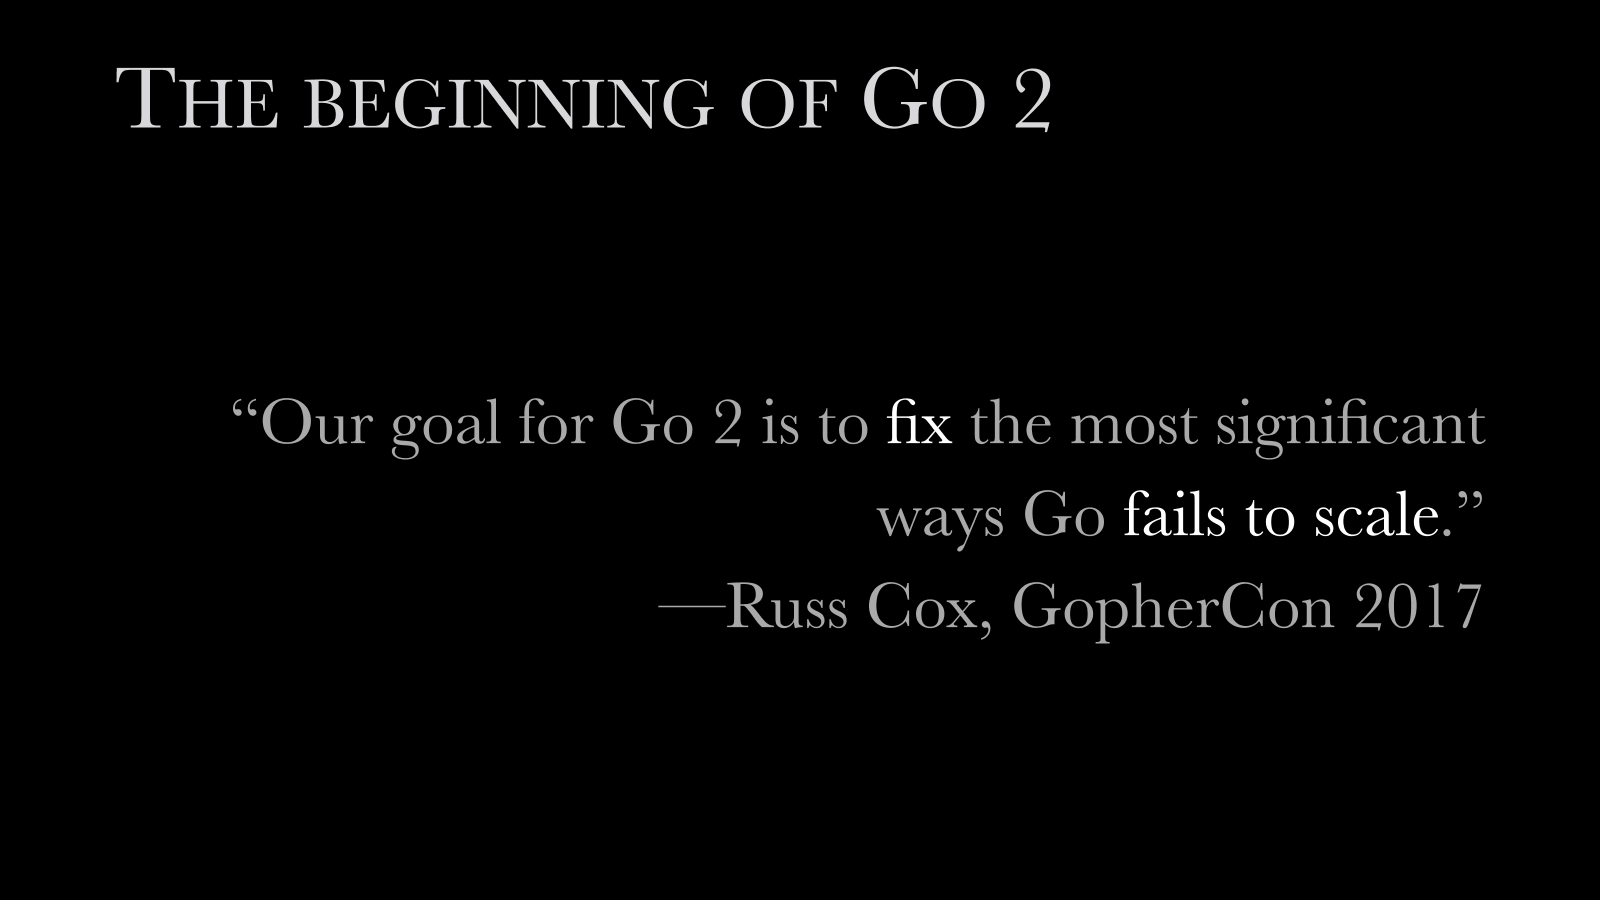 THE BEGINNING OF GO 2
“Our goal for Go 2 is to fix the most significant
ways Go fails to scale.”
—Russ Cox, GopherCon 2017